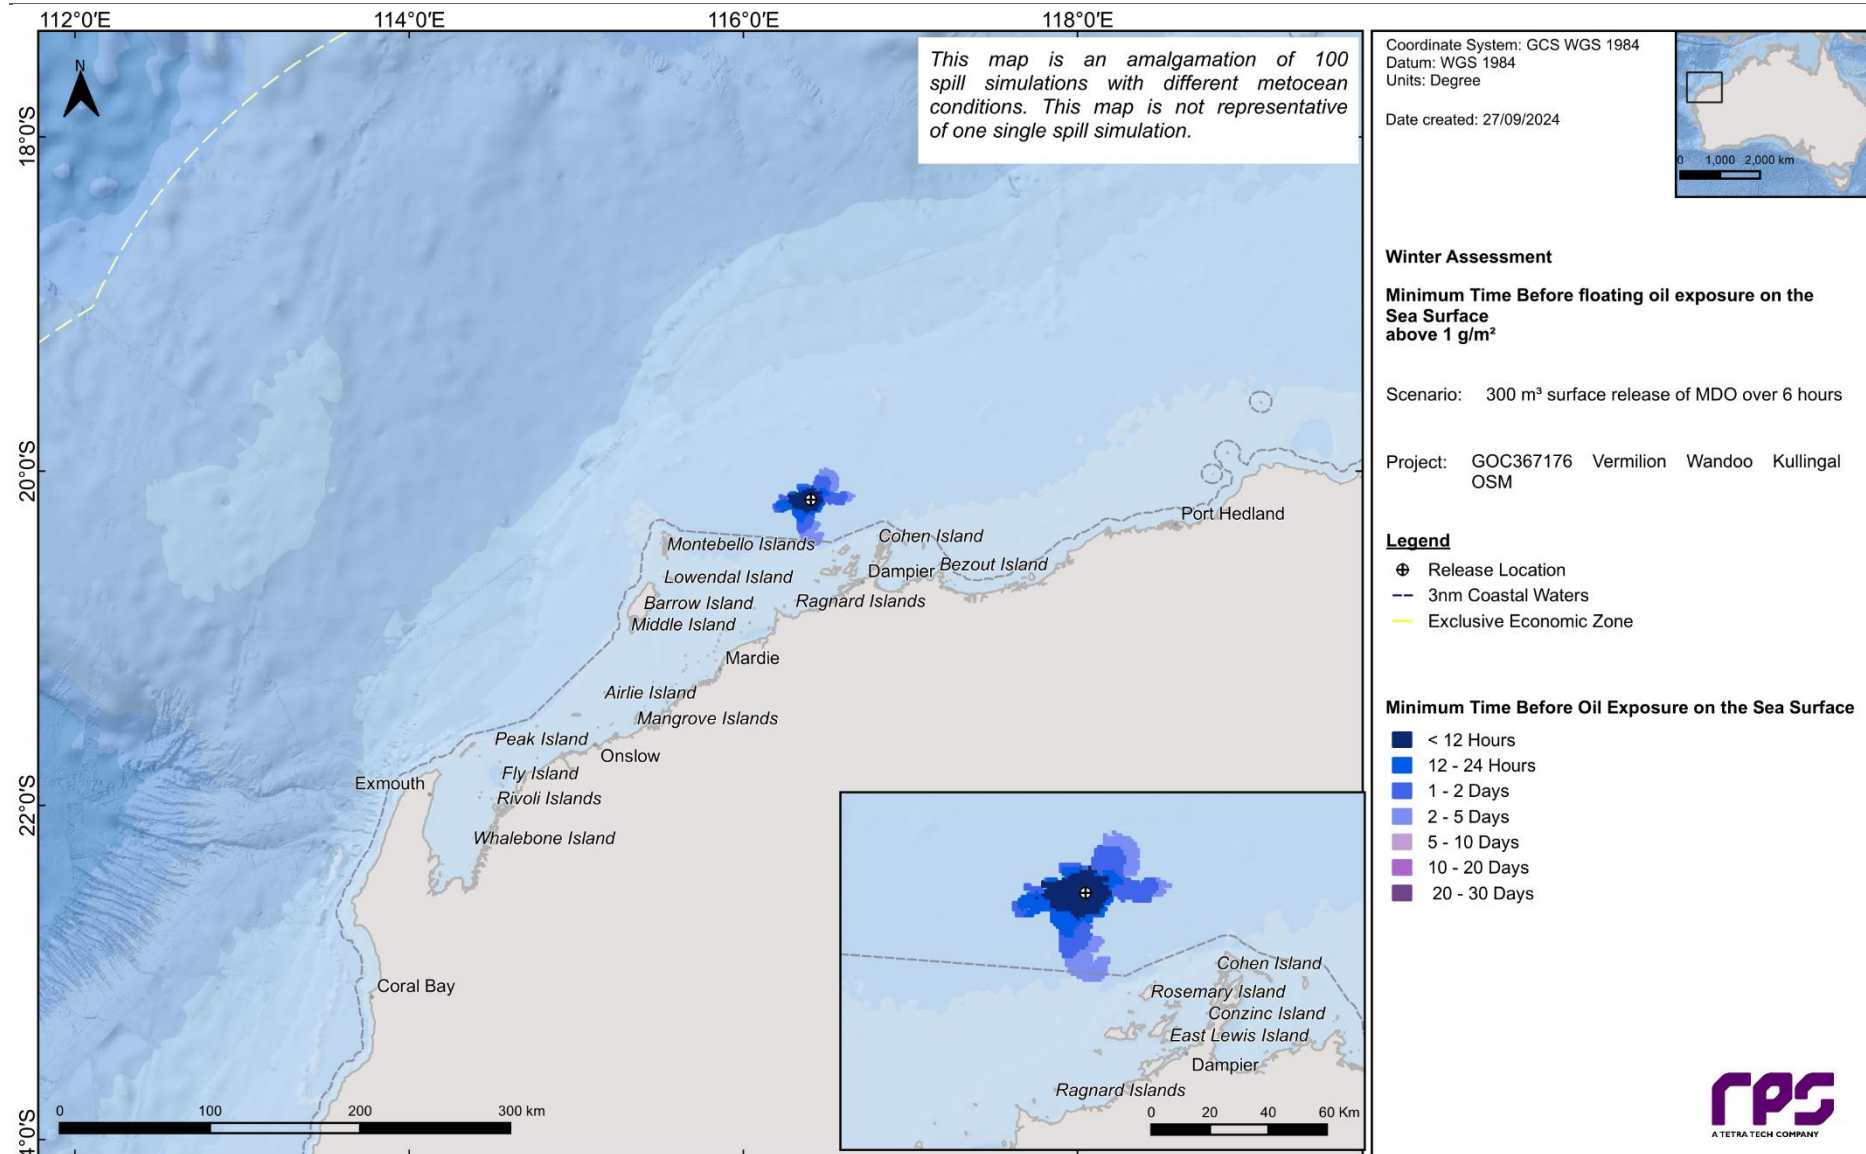 112°0'E
114°0'E
116°0'E
118°0'E
18°0'S
20°0'S
22°0'S
4°0'S
N
This map is an amalgamation of 100
spill simulations with different metocean
conditions. This map is not representative
of one single spill simulation.
Montebello Islands
Cohen Island
Port Hedland
Lowendal Island
Dampier
Bezout Island
Barrow Island
Ragnard Islands
Middle Island
Mardie
Airlie Island
Mangrove Islands
Peak Island
Onslow
Exmouth
Fly Island
Rivoli Islands
Whalebone Island
Coral Bay
0 100 200 300 km
Cohen Island
Rosemary Island
Conzinc Island
East Lewis Island
Dampier
Ragnard Islands
0 20 40 60 Km
Coordinate System: GCS WGS 1984
Datum: WGS 1984
Units: Degree
Date created: 27/09/2024
0 1,000 2,000 km
Winter Assessment
Minimum Time Before floating oil exposure on the
Sea Surface
above 1 g/m²
Scenario: 300 m³ surface release of MDO over 6 hours
Project: GOC367176 Vermilion Wandoo Kullingal
OSM
Legend
Release Location
3nm Coastal Waters
Exclusive Economic Zone
Minimum Time Before Oil Exposure on the Sea Surface
< 12 Hours
12 - 24 Hours
1 - 2 Days
2 - 5 Days
5 - 10 Days
10 - 20 Days
20 - 30 Days
rps
A TETRA TECH COMPANY